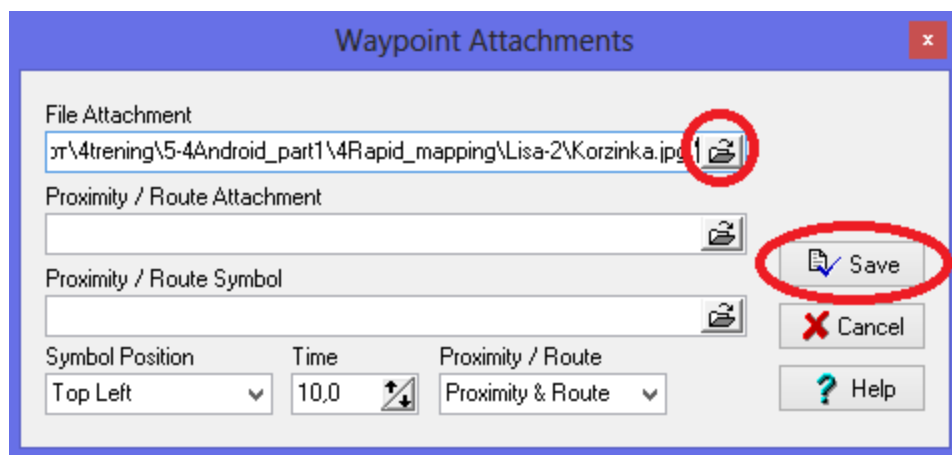 Waypoint Attachments
x
File Attachment
от\4trening\5-4Android_part1\4Rapid_mapping\Lisa-2\Korzinka.jpg
Proximity / Route Attachment
Proximity / Route Symbol
Save
Cancel
Symbol Position Time Proximity / Route
Top Left 10,0 Proximity & Route
? Help